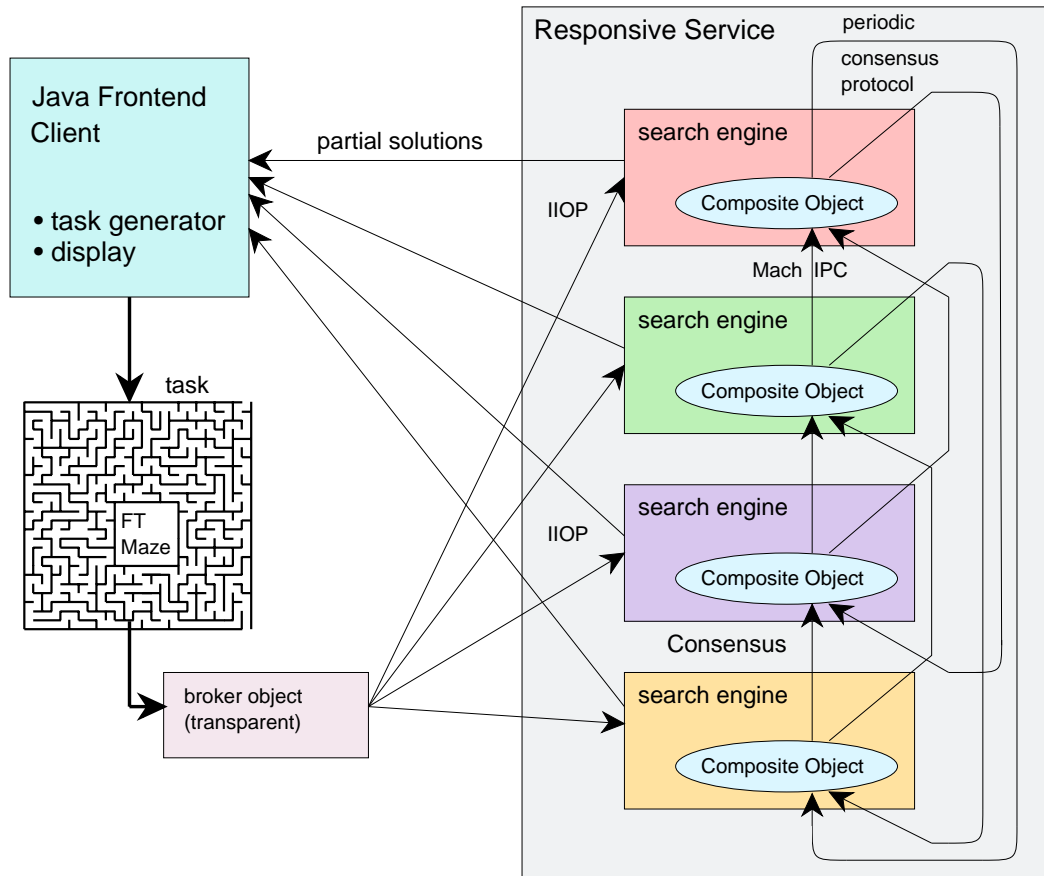 Responsive Service
periodic
consensus
protocol
Java Frontend
Client
• task generator
• display
partial solutions
IIOP
search engine
Composite Object
Mach IPC
search engine
Composite Object
task
FT
Maze
IIOP
search engine
Composite Object
Consensus
broker object
(transparent)
search engine
Composite Object